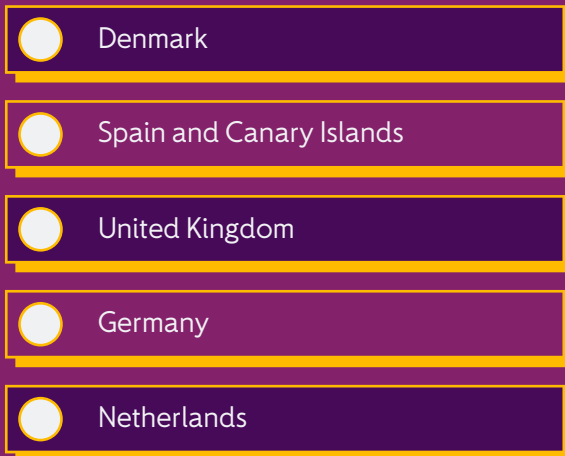 Denmark
Spain and Canary Islands
United Kingdom
Germany
Netherlands